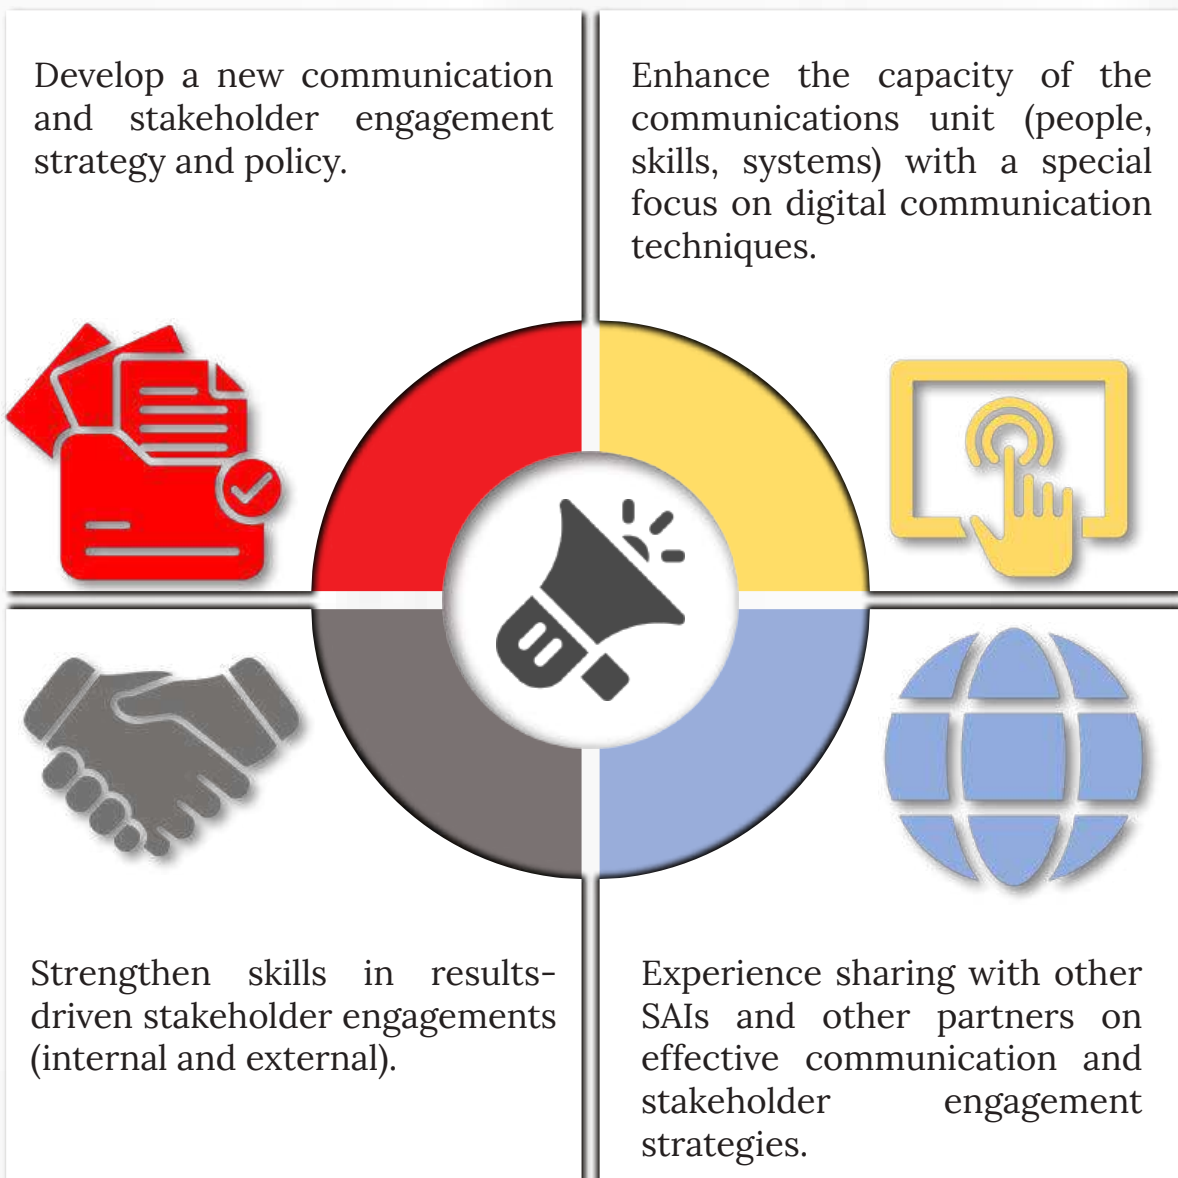 Develop a new communication
and stakeholder engagement
strategy and policy.
Enhance the capacity of the
communications unit (people,
skills, systems) with a special
focus on digital communication
techniques.
Strengthen skills in results-
driven stakeholder engagements
(internal and external).
Experience sharing with other
SAIs and other partners on
effective communication and
stakeholder engagement
strategies.